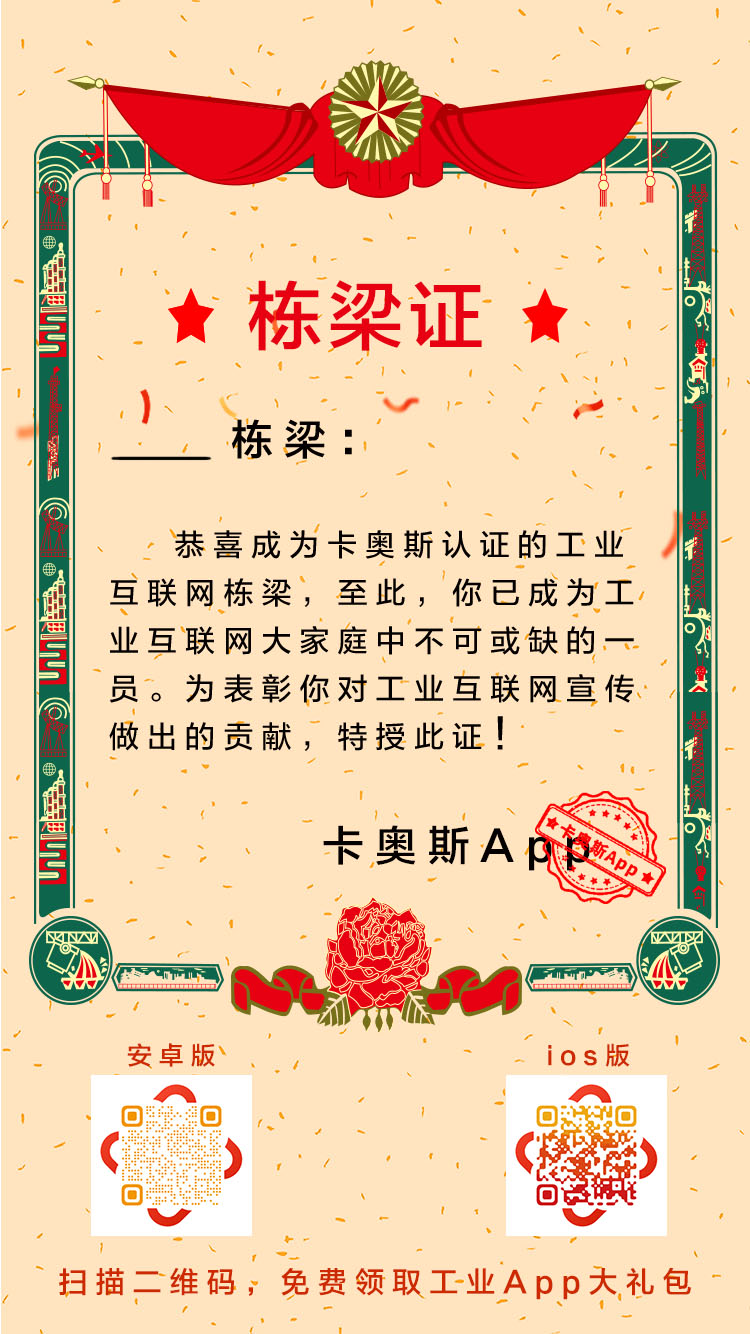 栋梁证
____ 栋梁：
恭喜成为卡奥斯认证的工业
互联网栋梁，至此，你已成为工
业互联网大家庭中不可或缺的一
员。为表彰你对工业互联网宣传
做出的贡献，特授此证！
卡奥斯App
卡奥斯App
安卓版
ios版
扫描二维码，免费领取工业App大礼包